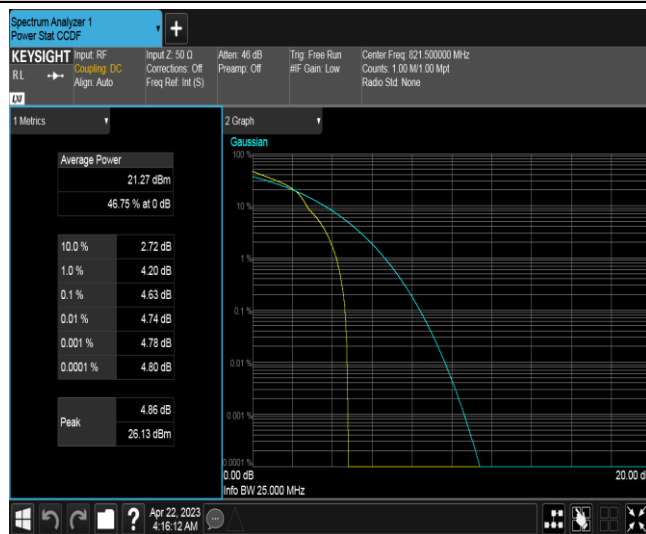 Spectrum Analyzer 1
Power Stat CCDF
+
KEYSIGHT
RL
LXI
Input: RF
Coupling: DC
Align: Auto
Input Z: 50 Ω
Corrections: Off
Freq Ref: Int (S)
Atten: 46 dB
Preamp: Off
Trig: Free Run
#IF Gain: Low
Center Freq: 821.500000 MHz
Counts: 1.00 M/1.00 Mpt
Radio Std: None
1 Metrics
Average Power
21.27 dBm
46.75 % at 0 dB
10.0 % 2.72 dB
1.0 % 4.20 dB
0.1 % 4.63 dB
0.01 % 4.74 dB
0.001 % 4.78 dB
0.0001 % 4.80 dB
Peak
4.86 dB
26.13 dBm
2 Graph
Gaussian
100 %
10 %
1 %
0.1 %
0.01 %
0.001 %
0.0001 %
0.00 dB
20.00 d
Info BW 25.000 MHz
?
Apr 22, 2023
4:16:12 AM